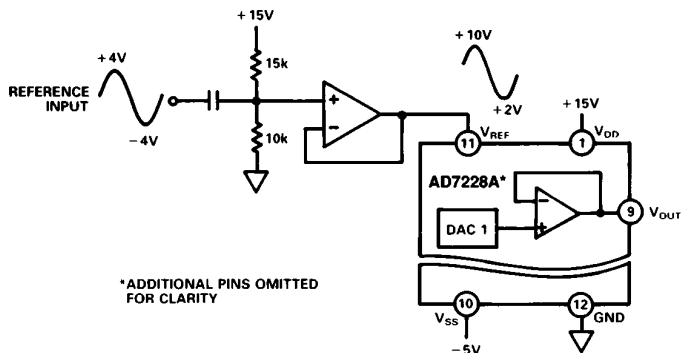 +15V
+10V
+4V
15k
REFERENCE
INPUT
+
−
+2V
+15V
−4V
10k
VREF
VDD
11
1
AD7228A*
−
9
VOUT
DAC 1
+
*ADDITIONAL PINS OMITTED
FOR CLARITY
10
12
VSS
GND
−5V